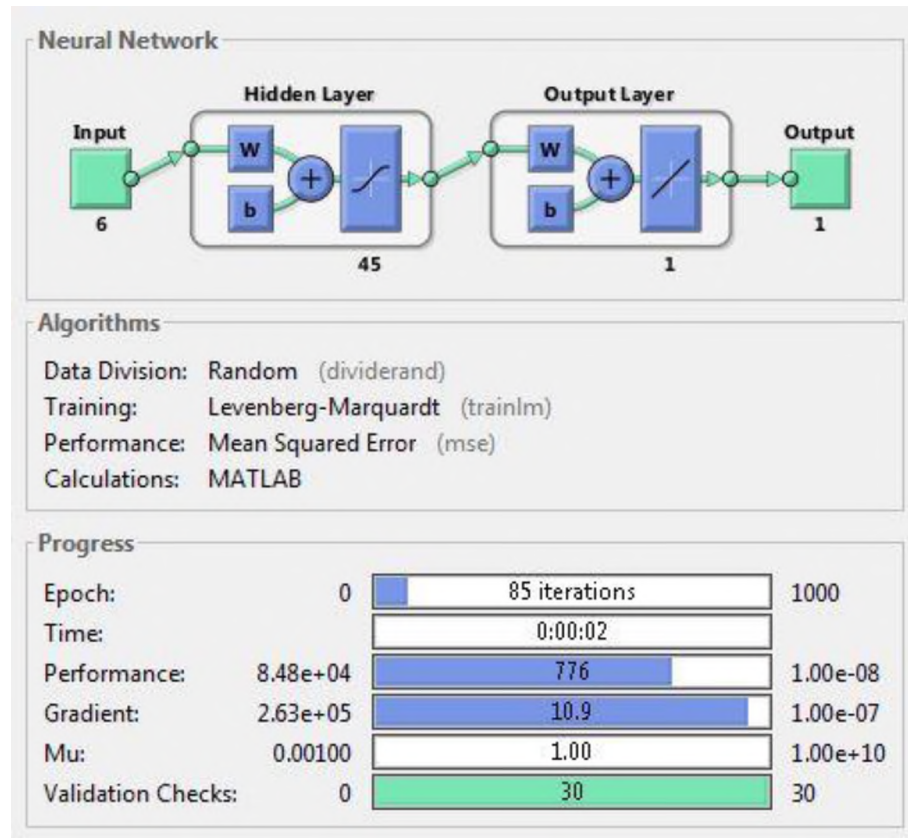 Neural Network
Hidden Layer Output Layer
Input Output
W W
+ +
b b
6 1
45 1
Algorithms
Data Division: Random (dividerand)
Training: Levenberg-Marquardt (trainlm)
Performance: Mean Squared Error (mse)
Calculations: MATLAB
Progress
Epoch: 0 85 iterations 1000
Time: 0:00:02
Performance: 8.48e+04 776 1.00e-08
Gradient: 2.63e+05 10.9 1.00e-07
Mu: 0.00100 1.00 1.00e+10
Validation Checks: 0 30 30